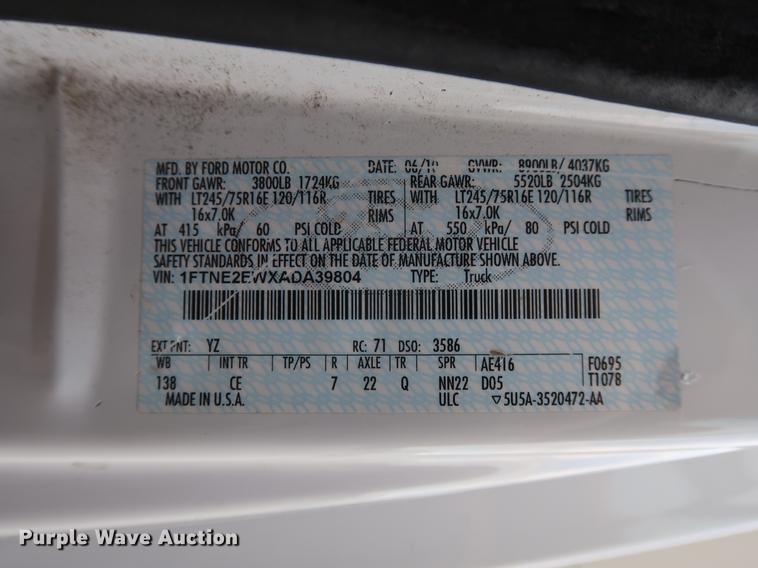 MFD. BY FORD MOTOR CO. DATE: 06/10 GVWR: 8900LB/ 4037KG
FRONT GAWR: 3800LB 1724KG REAR GAWR: 5520LB 2504KG
WITH LT245/75R16E 120/116R TIRES WITH LT245/75R16E 120/116R TIRES
16x7.0K RIMS 16x7.0K RIMS
AT 415 kPa/ 60 PSI COLD AT 550 kPa/ 80 PSI COLD
THIS VEHICLE CONFORMS TO ALL APPLICABLE FEDERAL MOTOR VEHICLE
SAFETY STANDARDS IN EFFECT ON THE DATE OF MANUFACTURE SHOWN ABOVE.
VIN: 1FTNE2EWXADA39804 TYPE: Truck
EXT PNT: YZ RC: 71 DSO: 3586
WB INT TR TP/PS R AXLE TR SPR AE416 F0695
138 CE 7 22 Q NN22 D05 T1078
MADE IN U.S.A. ULC ▽5U5A-3520472-AA
Purple Wave Auction